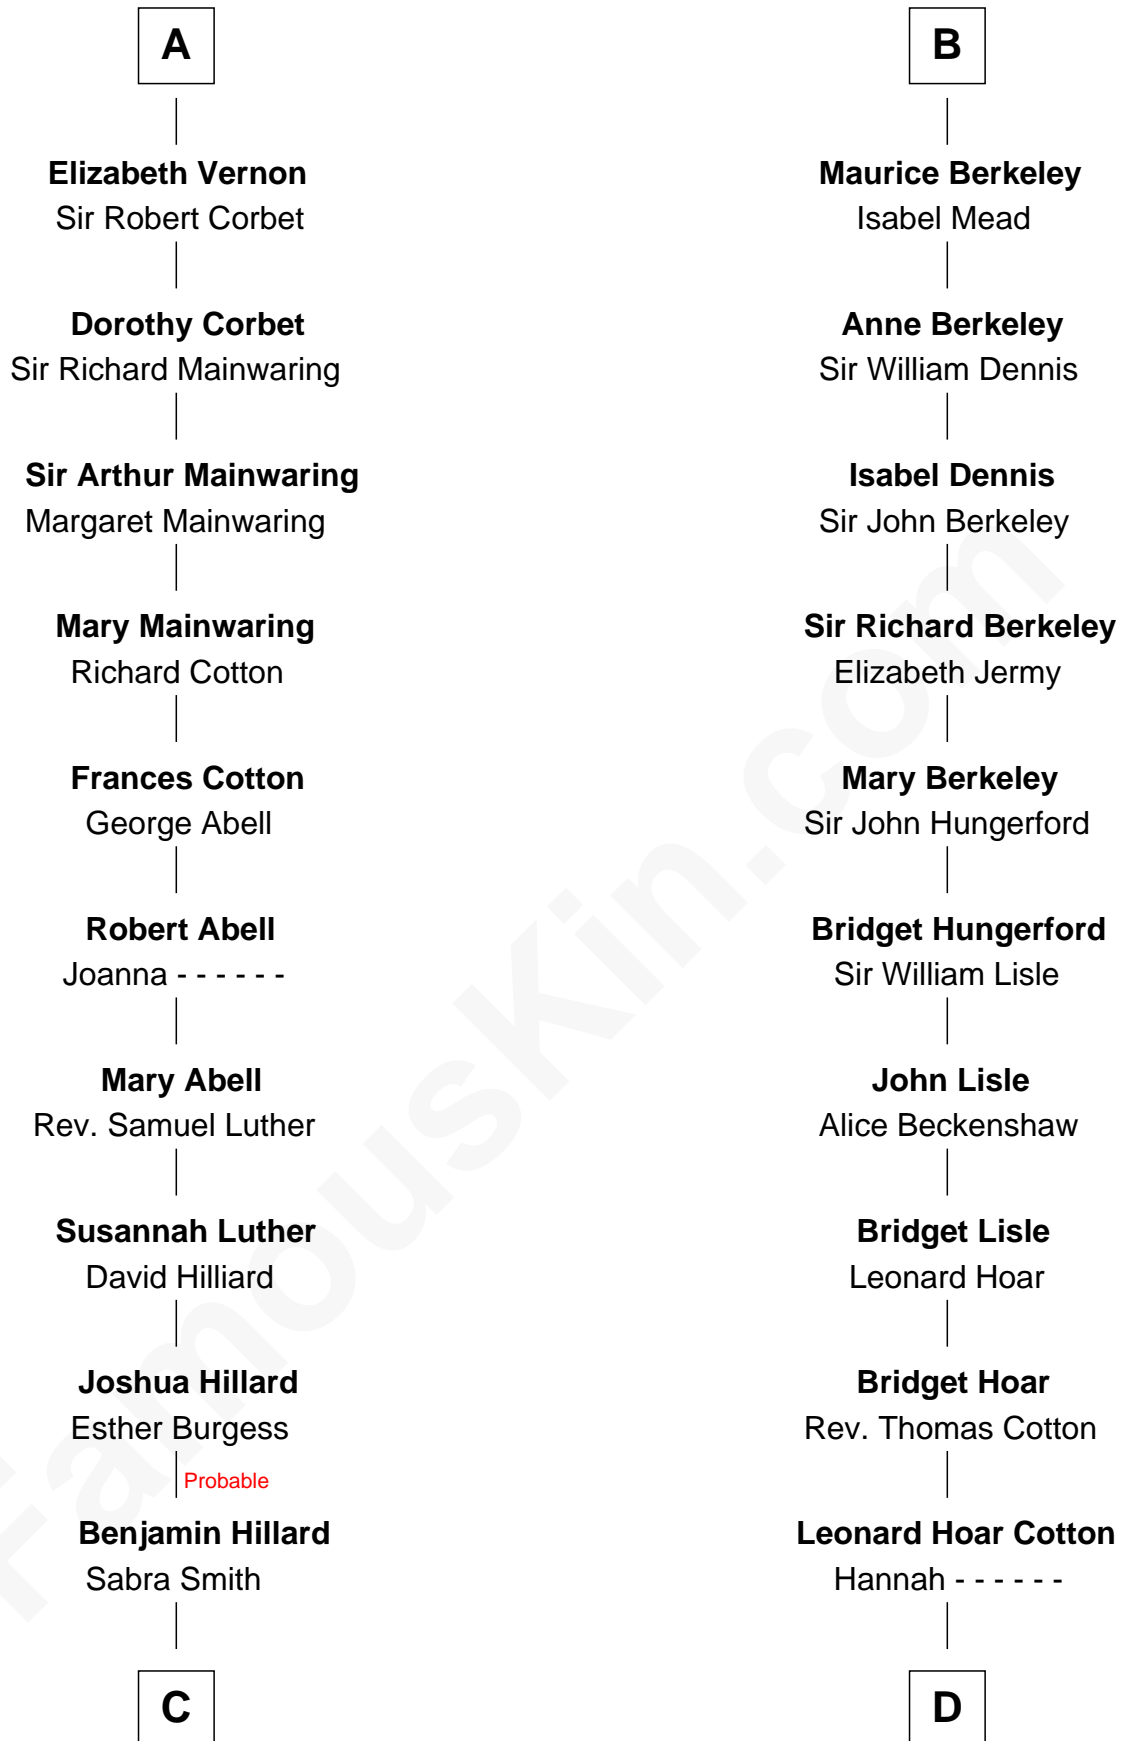 A
Elizabeth Vernon
Sir Robert Corbet
Dorothy Corbet
Sir Richard Mainwaring
Sir Arthur Mainwaring
Margaret Mainwaring
Mary Mainwaring
Richard Cotton
Frances Cotton
George Abell
Robert Abell
Joanna - - - - - -
Mary Abell
Rev. Samuel Luther
Susannah Luther
David Hilliard
Joshua Hillard
Esther Burgess
Probable
Benjamin Hillard
Sabra Smith
C
B
Maurice Berkeley
Isabel Mead
Anne Berkeley
Sir William Dennis
Isabel Dennis
Sir John Berkeley
Sir Richard Berkeley
Elizabeth Jermy
Mary Berkeley
Sir John Hungerford
Bridget Hungerford
Sir William Lisle
John Lisle
Alice Beckenshaw
Bridget Lisle
Leonard Hoar
Bridget Hoar
Rev. Thomas Cotton
Leonard Hoar Cotton
Hannah - - - - - -
D
FamousKin.com